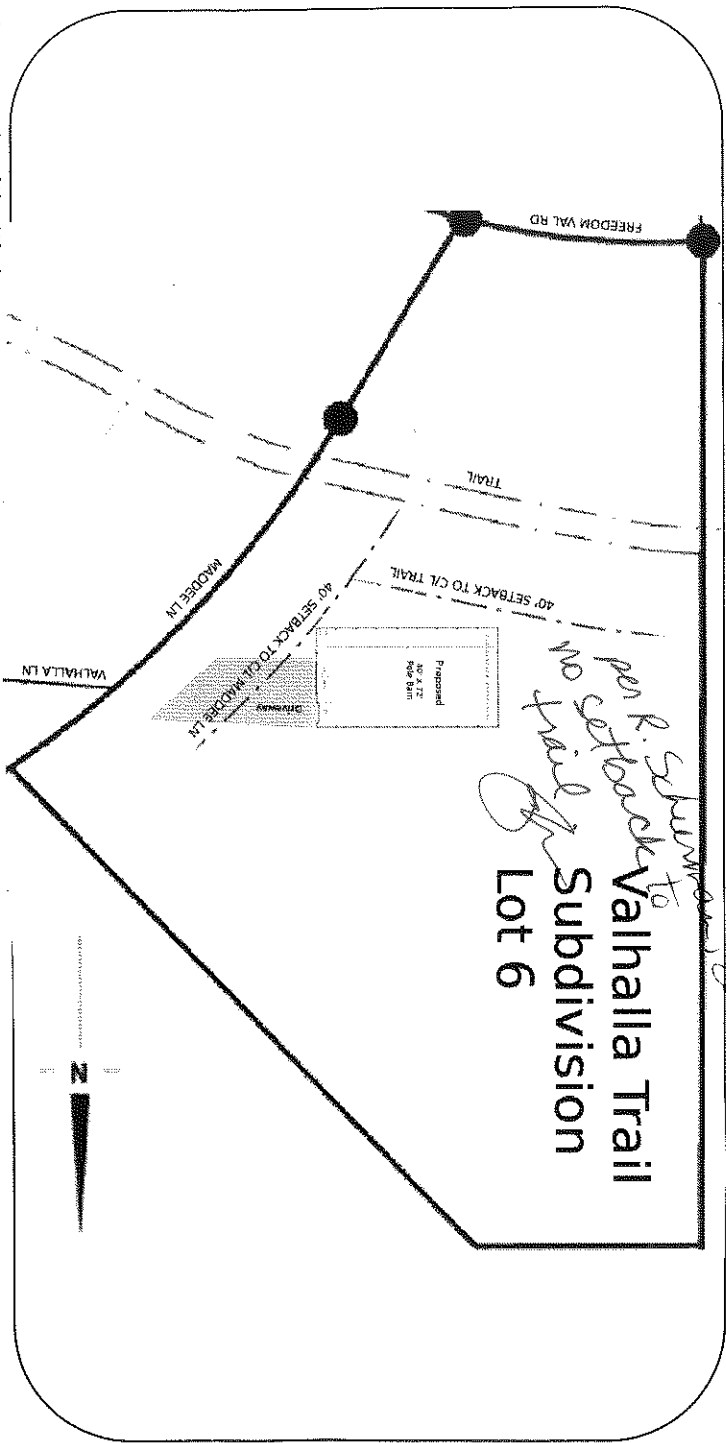 Valhalla Trail
Subdivision
Lot 6
per R.
no setback to
trail
FREEDOM VAL RD
TRAIL
40' SETBACK TO C/L TRAIL
40' SETBACK TO C/L MADDEE LN
MADDEE LN
VALHALLA LN
Proposed
40' X 72'
Pole Barn
Driveway
N